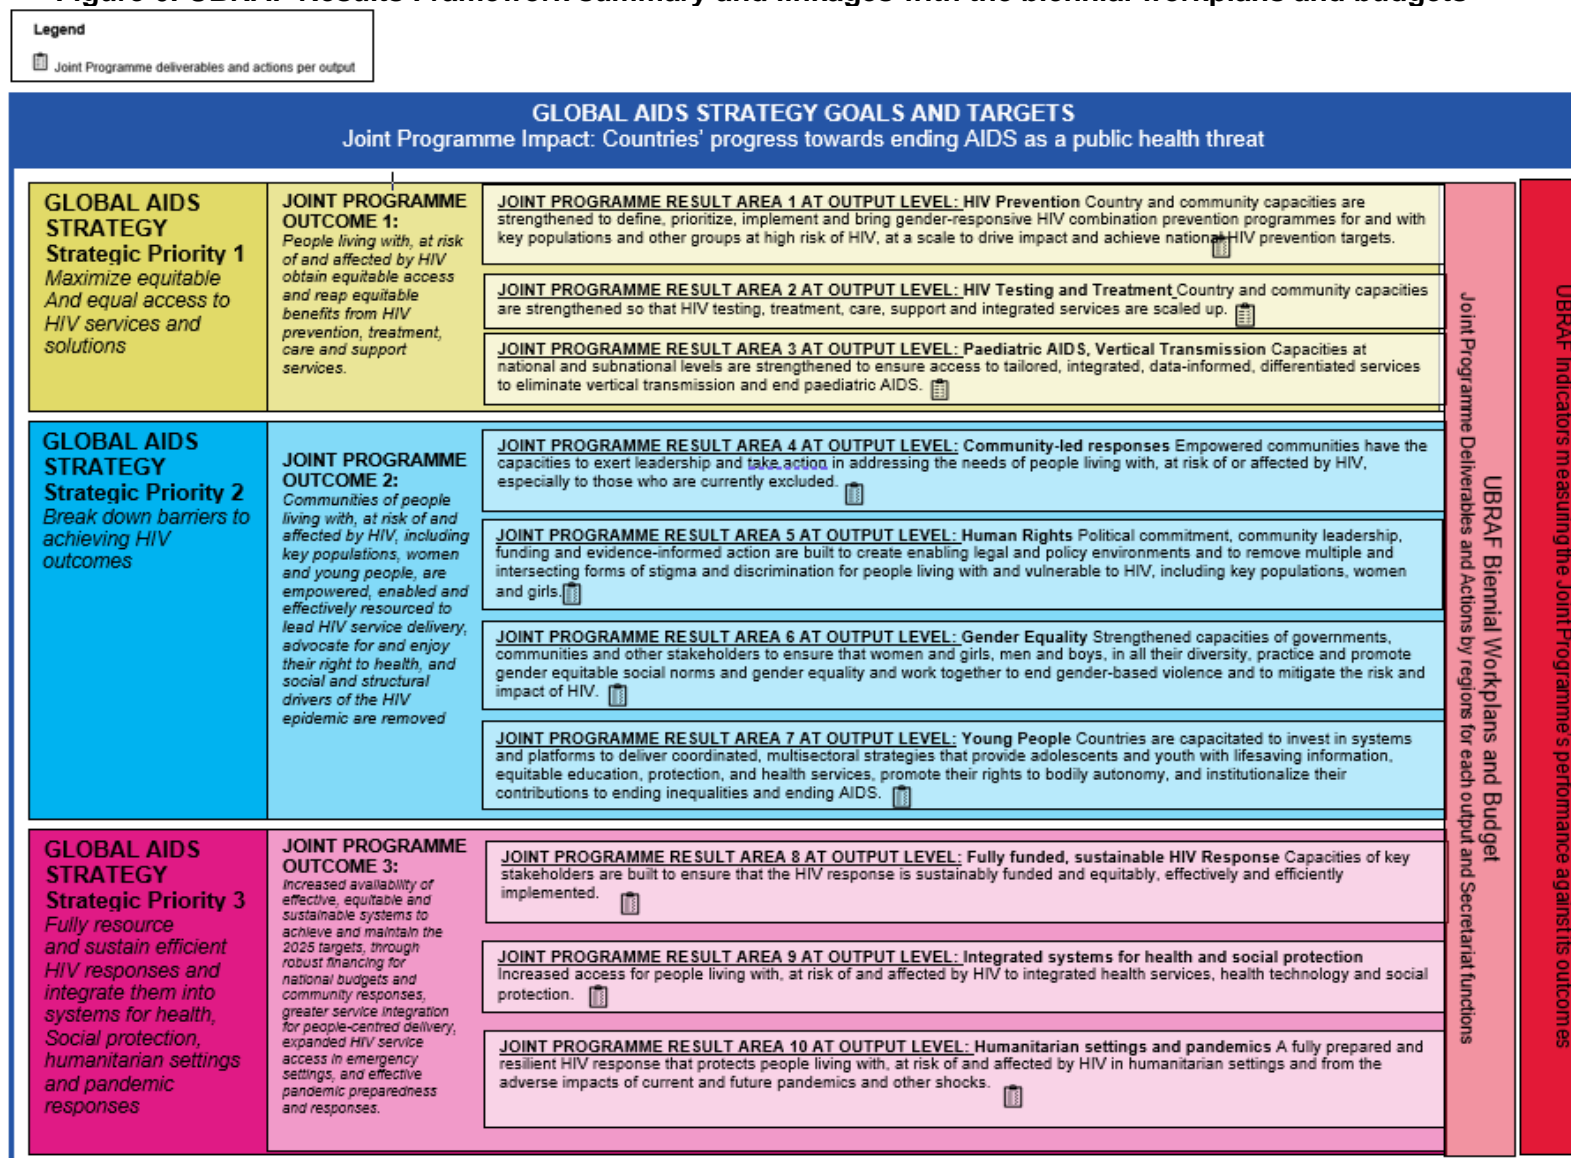 Figure 6: UBRAF Results Framework summary and linkages with the biennial workplans and budgets
Legend
Joint Programme deliverables and actions per output
GLOBAL AIDS STRATEGY GOALS AND TARGETS
Joint Programme Impact: Countries' progress towards ending AIDS as a public health threat
GLOBAL AIDS
STRATEGY
Strategic Priority 1
Maximize equitable
And equal access to
HIV services and
solutions
JOINT PROGRAMME
OUTCOME 1:
People living with, at risk
of and affected by HIV
obtain equitable access
and reap equitable
benefits from HIV
prevention, treatment,
care and support
services.
JOINT PROGRAMME RESULT AREA 1 AT OUTPUT LEVEL: HIV Prevention Country and community capacities are
strengthened to define, prioritize, implement and bring gender-responsive HIV combination prevention programmes for and with
key populations and other groups at high risk of HIV, at a scale to drive impact and achieve national HIV prevention targets.
JOINT PROGRAMME RESULT AREA 2 AT OUTPUT LEVEL: HIV Testing and Treatment Country and community capacities
are strengthened so that HIV testing, treatment, care, support and integrated services are scaled up.
JOINT PROGRAMME RESULT AREA 3 AT OUTPUT LEVEL: Paediatric AIDS, Vertical Transmission Capacities at
national and subnational levels are strengthened to ensure access to tailored, integrated, data-informed, differentiated services
to eliminate vertical transmission and end paediatric AIDS.
GLOBAL AIDS
STRATEGY
Strategic Priority 2
Break down barriers to
achieving HIV
outcomes
JOINT PROGRAMME
OUTCOME 2:
Communities of people
living with, at risk of and
affected by HIV, including
key populations, women
and young people, are
empowered, enabled and
effectively resourced to
lead HIV service delivery,
advocate for and enjoy
their right to health, and
social and structural
drivers of the HIV
epidemic are removed
JOINT PROGRAMME RESULT AREA 4 AT OUTPUT LEVEL: Community-led responses Empowered communities have the
capacities to exert leadership and take action in addressing the needs of people living with, at risk of or affected by HIV,
especially to those who are currently excluded.
JOINT PROGRAMME RESULT AREA 5 AT OUTPUT LEVEL: Human Rights Political commitment, community leadership,
funding and evidence-informed action are built to create enabling legal and policy environments and to remove multiple and
intersecting forms of stigma and discrimination for people living with and vulnerable to HIV, including key populations, women
and girls.
JOINT PROGRAMME RESULT AREA 6 AT OUTPUT LEVEL: Gender Equality Strengthened capacities of governments,
communities and other stakeholders to ensure that women and girls, men and boys, in all their diversity, practice and promote
gender equitable social norms and gender equality and work together to end gender-based violence and to mitigate the risk and
impact of HIV.
JOINT PROGRAMME RESULT AREA 7 AT OUTPUT LEVEL: Young People Countries are capacitated to invest in systems
and platforms to deliver coordinated, multisectoral strategies that provide adolescents and youth with lifesaving information,
equitable education, protection, and health services, promote their rights to bodily autonomy, and institutionalize their
contributions to ending inequalities and ending AIDS.
GLOBAL AIDS
STRATEGY
Strategic Priority 3
Fully resource
and sustain efficient
HIV responses and
integrate them into
systems for health,
Social protection,
humanitarian settings
and pandemic
responses
JOINT PROGRAMME
OUTCOME 3:
Increased availability of
effective, equitable and
sustainable systems to
achieve and maintain the
2025 targets, through
robust financing for
national budgets and
community responses,
greater service integration
for people-centred delivery,
expanded HIV service
access in emergency
settings, and effective
pandemic preparedness
and responses.
JOINT PROGRAMME RESULT AREA 8 AT OUTPUT LEVEL: Fully funded, sustainable HIV Response Capacities of key
stakeholders are built to ensure that the HIV response is sustainably funded and equitably, effectively and efficiently
implemented.
JOINT PROGRAMME RESULT AREA 9 AT OUTPUT LEVEL: Integrated systems for health and social protection
Increased access for people living with, at risk of and affected by HIV to integrated health services, health technology and social
protection.
JOINT PROGRAMME RESULT AREA 10 AT OUTPUT LEVEL: Humanitarian settings and pandemics A fully prepared and
resilient HIV response that protects people living with, at risk of and affected by HIV in humanitarian settings and from the
adverse impacts of current and future pandemics and other shocks.
UBRAF Biennial Workplans and Budget
Joint Programme Deliverables and Actions by regions for each output and Secretariat functions
UBRAF Indicators measuring the Joint Programme's performance against its outcomes